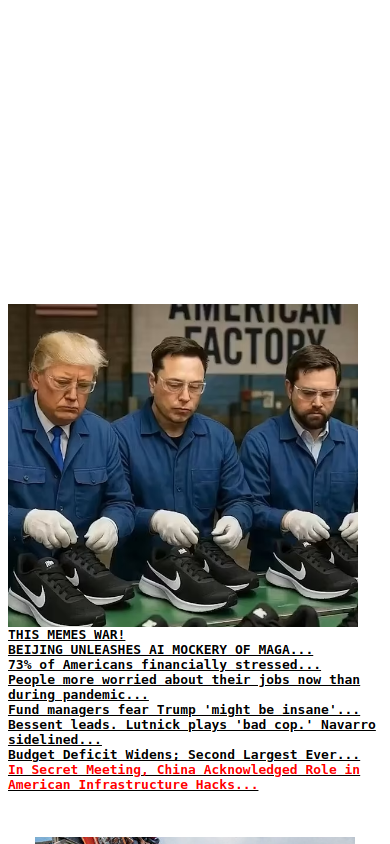 AMERICAN
FACTORY
THIS MEMES WAR!
BEIJING UNLEASHES AI MOCKERY OF MAGA...
73% of Americans financially stressed...
People more worried about their jobs now than
during pandemic...
Fund managers fear Trump 'might be insane'...
Bessent leads. Lutnick plays 'bad cop.' Navarro
sidelined...
Budget Deficit Widens; Second Largest Ever...
In Secret Meeting, China Acknowledged Role in
American Infrastructure Hacks...